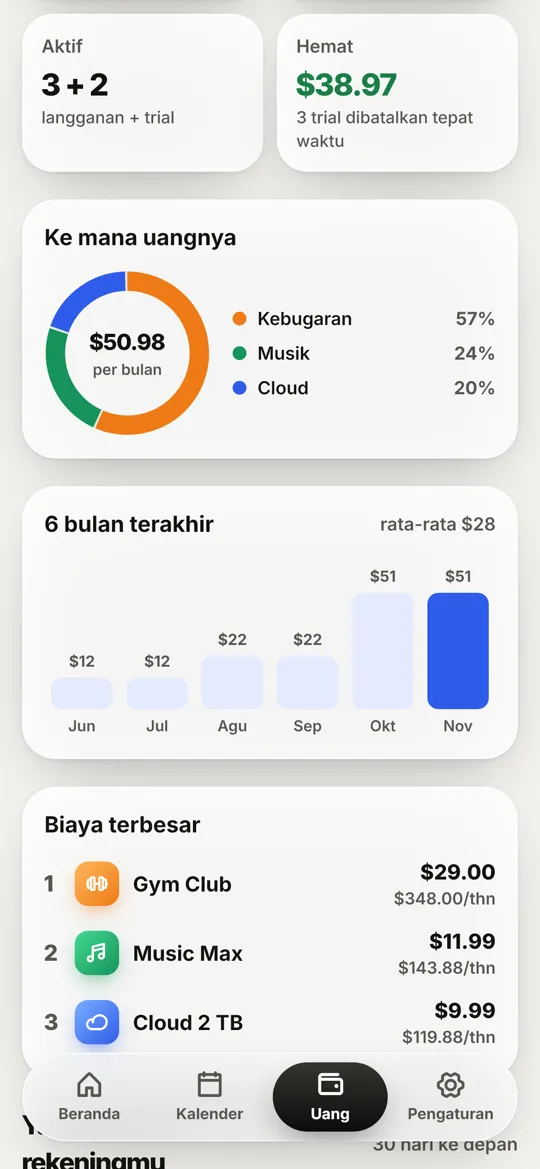 Aktif
3 + 2
langganan + trial
Hemat
$38.97
3 trial dibatalkan tepat
waktu
Ke mana uangnya
$50.98
per bulan
Kebugaran 57%
Musik 24%
Cloud 20%
6 bulan terakhir rata-rata $28
$12 $12 $22 $22 $51 $51
Jun Jul Agu Sep Okt Nov
Biaya terbesar
1 Gym Club $29.00
$348.00/thn
2 Music Max $11.99
$143.88/thn
3 Cloud 2 TB $9.99
$119.88/thn
Beranda Kalender Uang Pengaturan
30 hari ke depan
rekeningmu